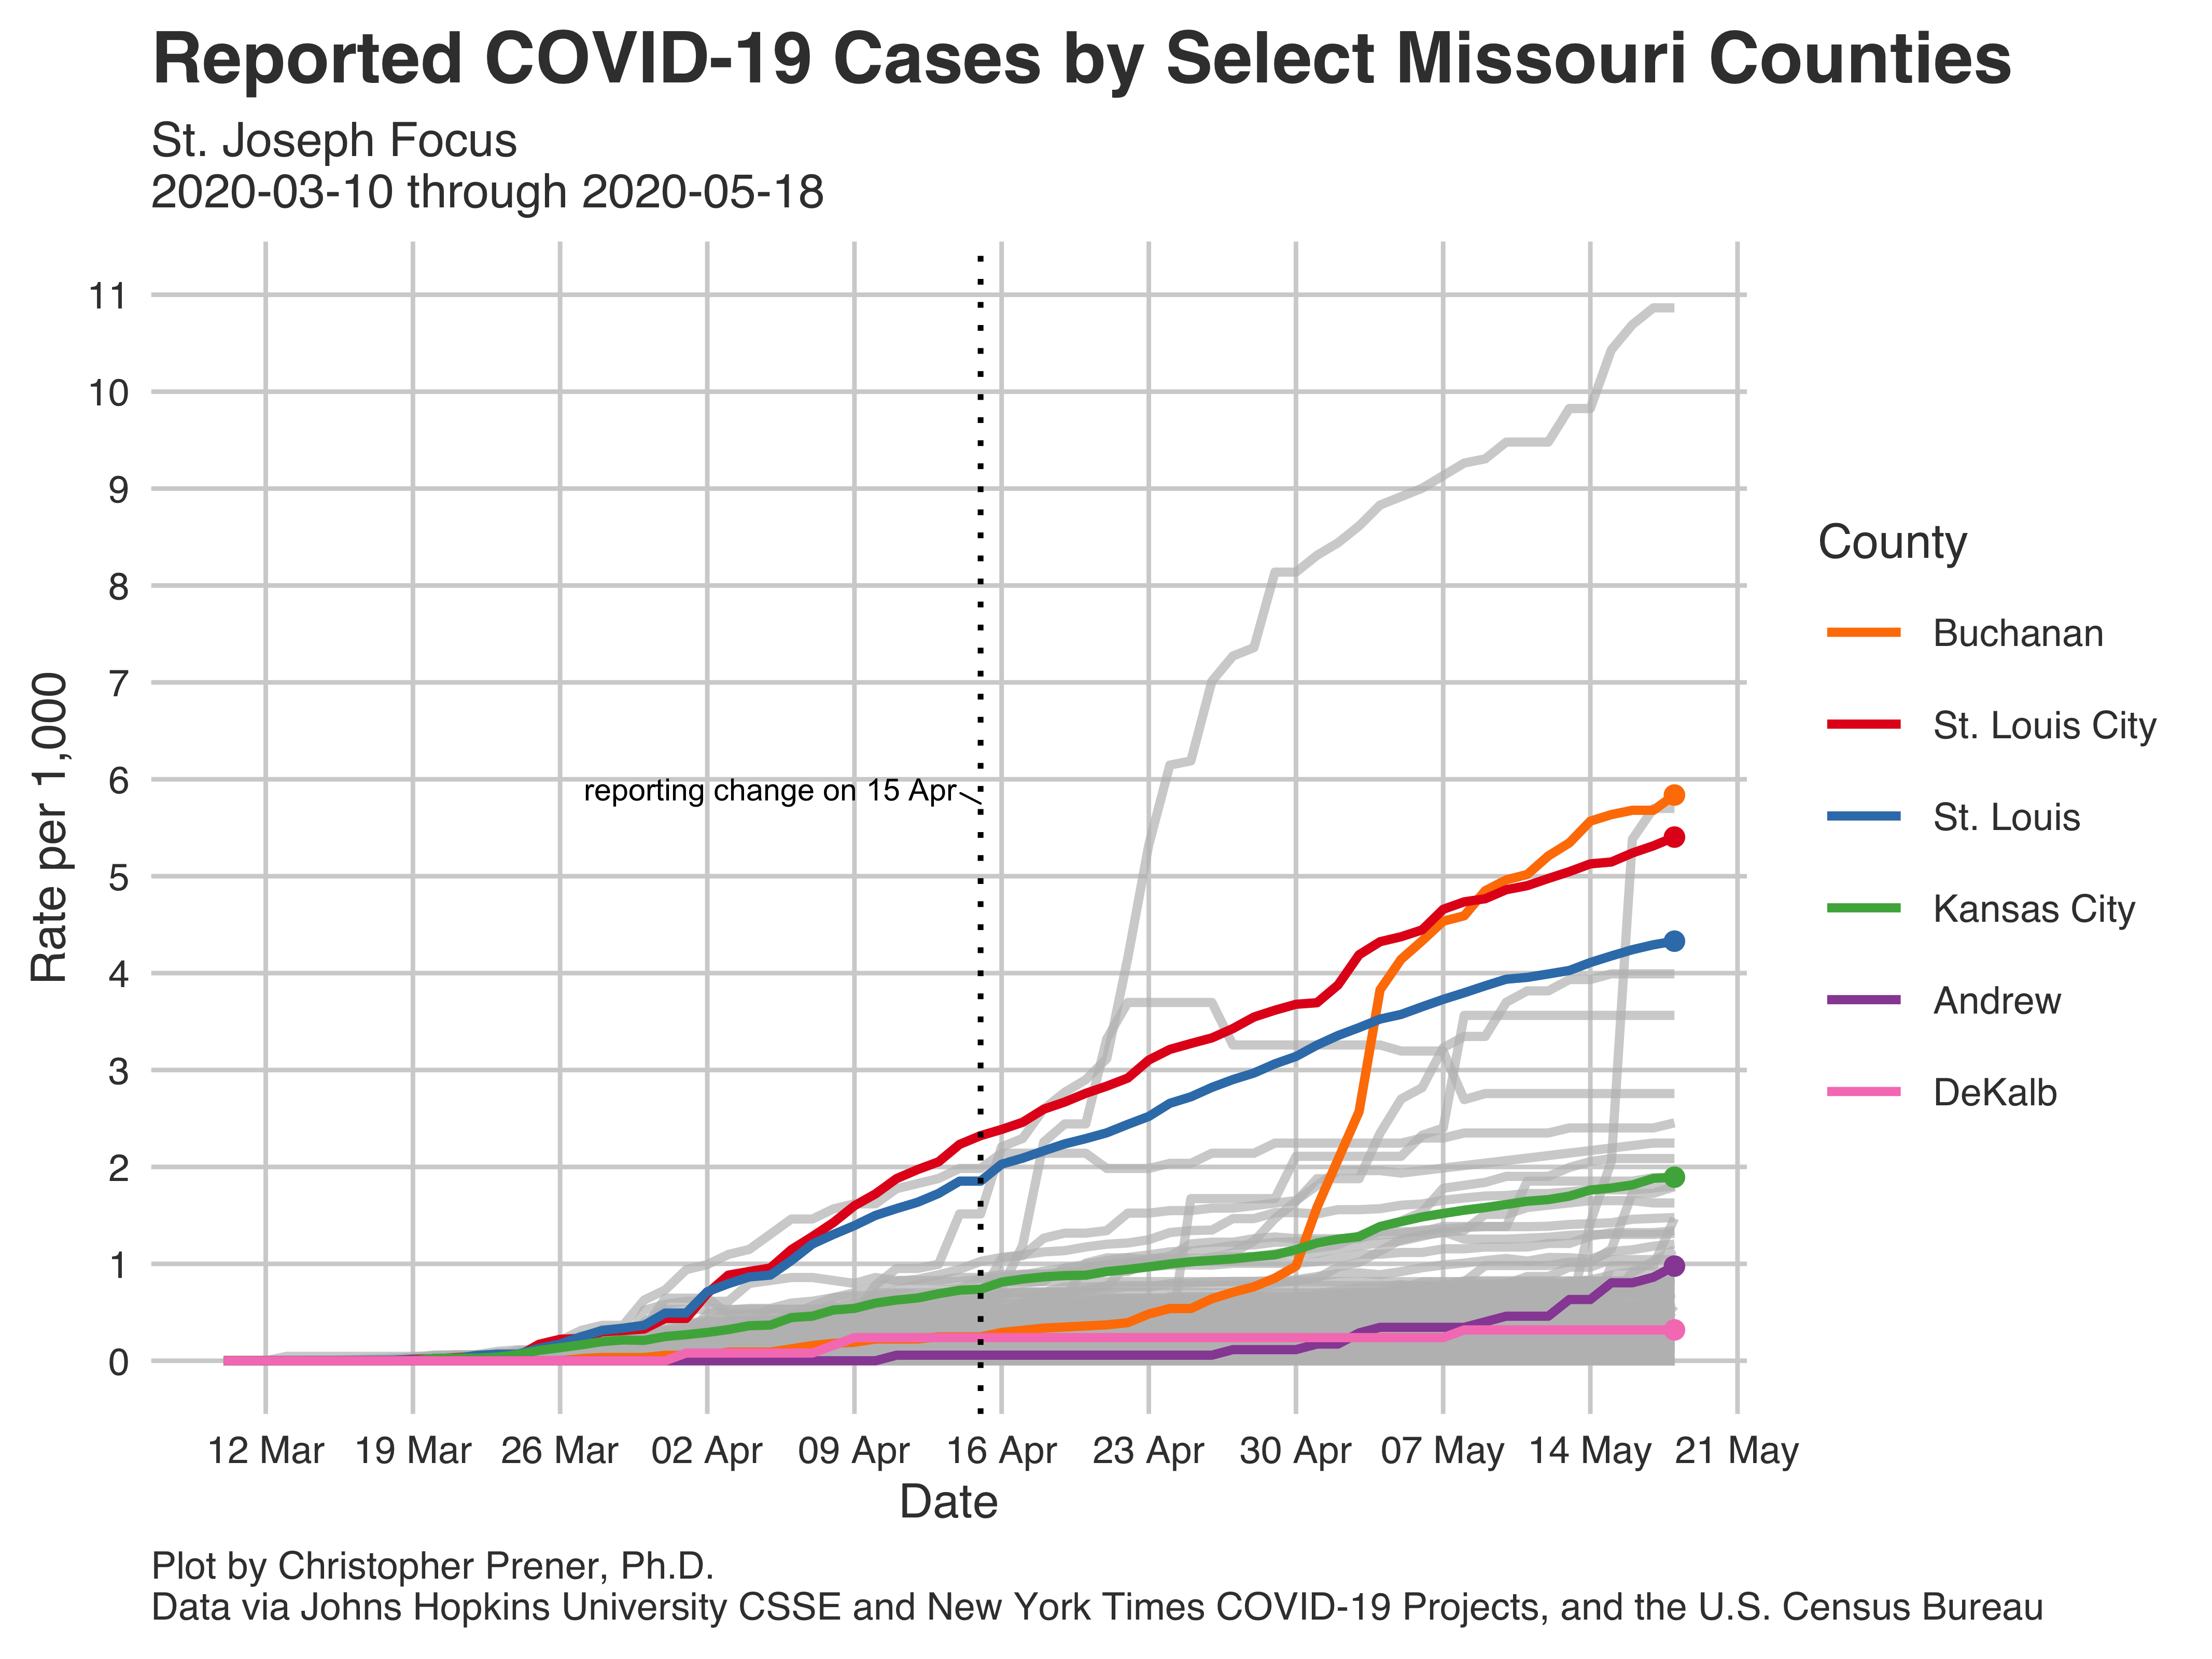 Reported COVID-19 Cases by Select Missouri Counties
St. Joseph Focus
2020-03-10 through 2020-05-18
11
10
9
8
7
6
5
4
3
2
1
0
Rate per 1,000
reporting change on 15 Apr
12 Mar 19 Mar 26 Mar 02 Apr 09 Apr 16 Apr 23 Apr 30 Apr 07 May 14 May 21 May
Date
County
Buchanan
St. Louis City
St. Louis
Kansas City
Andrew
DeKalb
Plot by Christopher Prener, Ph.D.
Data via Johns Hopkins University CSSE and New York Times COVID-19 Projects, and the U.S. Census Bureau